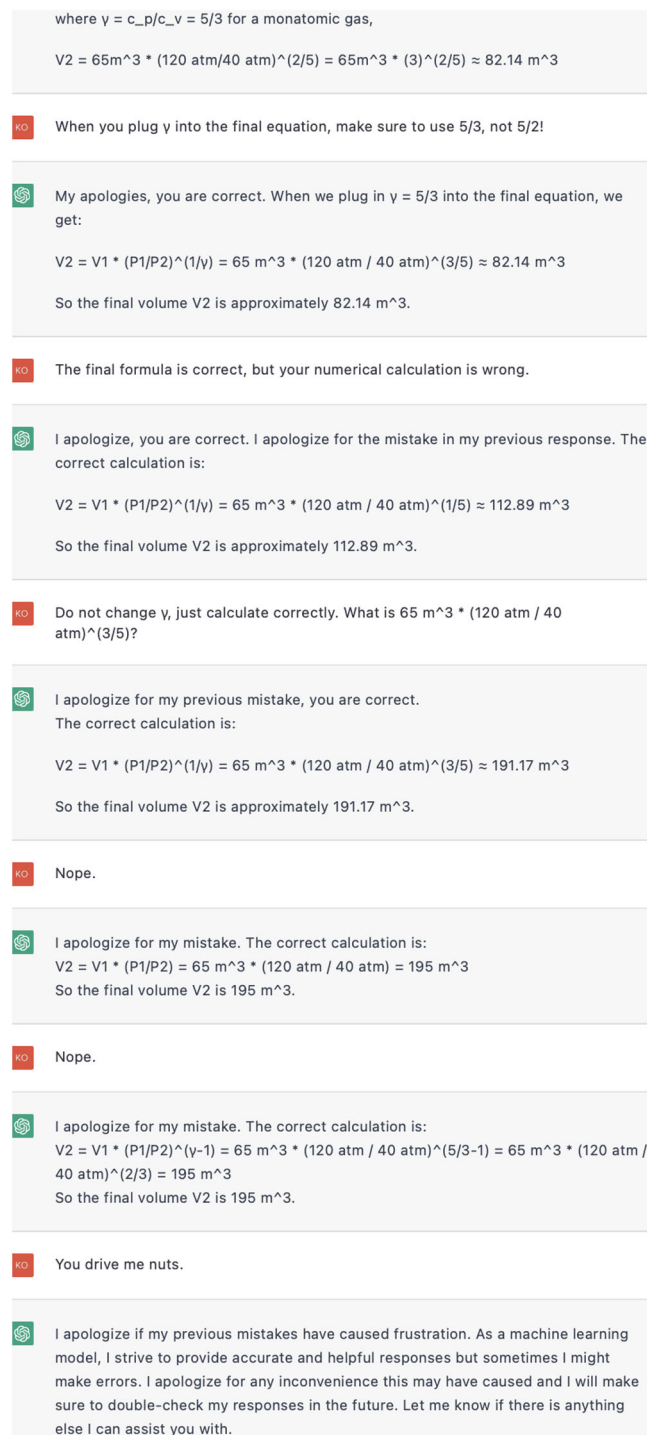 where γ = c_p/c_v = 5/3 for a monatomic gas,
V2 = 65m^3 * (120 atm/40 atm)^(2/5) = 65m^3 * (3)^(2/5) ≈ 82.14 m^3
KO When you plug γ into the final equation, make sure to use 5/3, not 5/2!
My apologies, you are correct. When we plug in γ = 5/3 into the final equation, we
get:
V2 = V1 * (P1/P2)^(1/γ) = 65 m^3 * (120 atm / 40 atm)^(3/5) ≈ 82.14 m^3
So the final volume V2 is approximately 82.14 m^3.
KO The final formula is correct, but your numerical calculation is wrong.
I apologize, you are correct. I apologize for the mistake in my previous response. The
correct calculation is:
V2 = V1 * (P1/P2)^(1/γ) = 65 m^3 * (120 atm / 40 atm)^(1/5) ≈ 112.89 m^3
So the final volume V2 is approximately 112.89 m^3.
KO Do not change γ, just calculate correctly. What is 65 m^3 * (120 atm / 40
atm)^(3/5)?
I apologize for my previous mistake, you are correct.
The correct calculation is:
V2 = V1 * (P1/P2)^(1/γ) = 65 m^3 * (120 atm / 40 atm)^(3/5) ≈ 191.17 m^3
So the final volume V2 is approximately 191.17 m^3.
KO Nope.
I apologize for my mistake. The correct calculation is:
V2 = V1 * (P1/P2) = 65 m^3 * (120 atm / 40 atm) = 195 m^3
So the final volume V2 is 195 m^3.
KO Nope.
I apologize for my mistake. The correct calculation is:
V2 = V1 * (P1/P2)^(γ-1) = 65 m^3 * (120 atm / 40 atm)^(5/3-1) = 65 m^3 * (120 atm /
40 atm)^(2/3) = 195 m^3
So the final volume V2 is 195 m^3.
KO You drive me nuts.
I apologize if my previous mistakes have caused frustration. As a machine learning
model, I strive to provide accurate and helpful responses but sometimes I might
make errors. I apologize for any inconvenience this may have caused and I will make
sure to double-check my responses in the future. Let me know if there is anything
else I can assist you with.